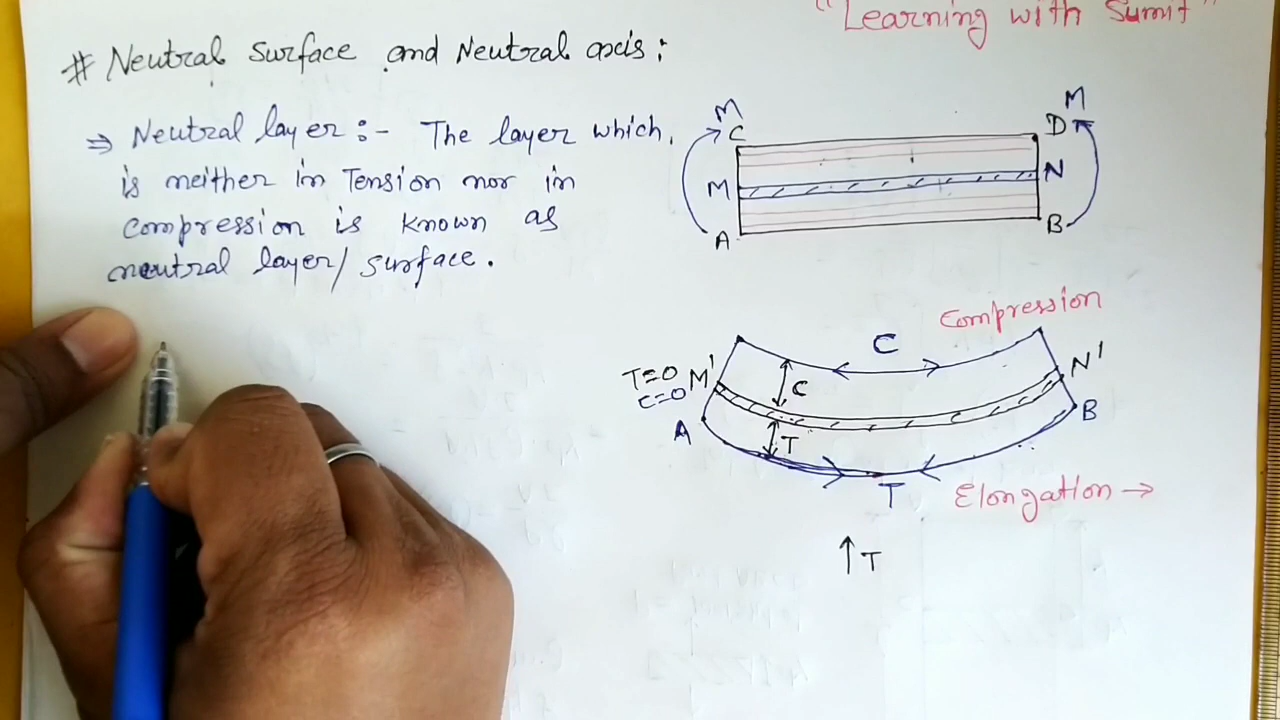 "Learning with Sumit"
# Neutral surface and Neutral axis :
⇒ Neutral layer :- The layer which,
is neither in Tension nor in
compression is known as
neutral layer/ surface.
M
C
M
A
M
D
N
B
Compression
C
T=0
C=0
M'
N'
C
T
A
B
T
Elongation →
↑T